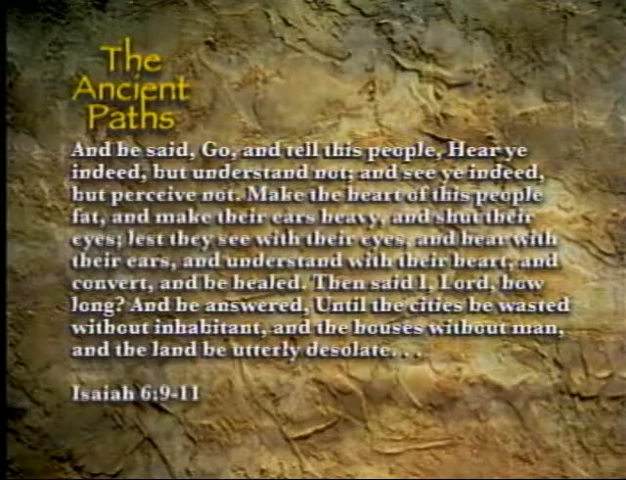 The
Ancient
Paths
And he said, Go, and tell this people, Hear ye
indeed, but understand not; and see ye indeed,
but perceive not. Make the heart of this people
fat, and make their ears heavy, and shut their
eyes; lest they see with their eyes, and hear with
their ears, and understand with their heart, and
convert, and be healed. Then said I, Lord, how
long? And he answered, Until the cities be wasted
without inhabitant, and the houses without man,
and the land be utterly desolate. . .
Isaiah 6:9-11